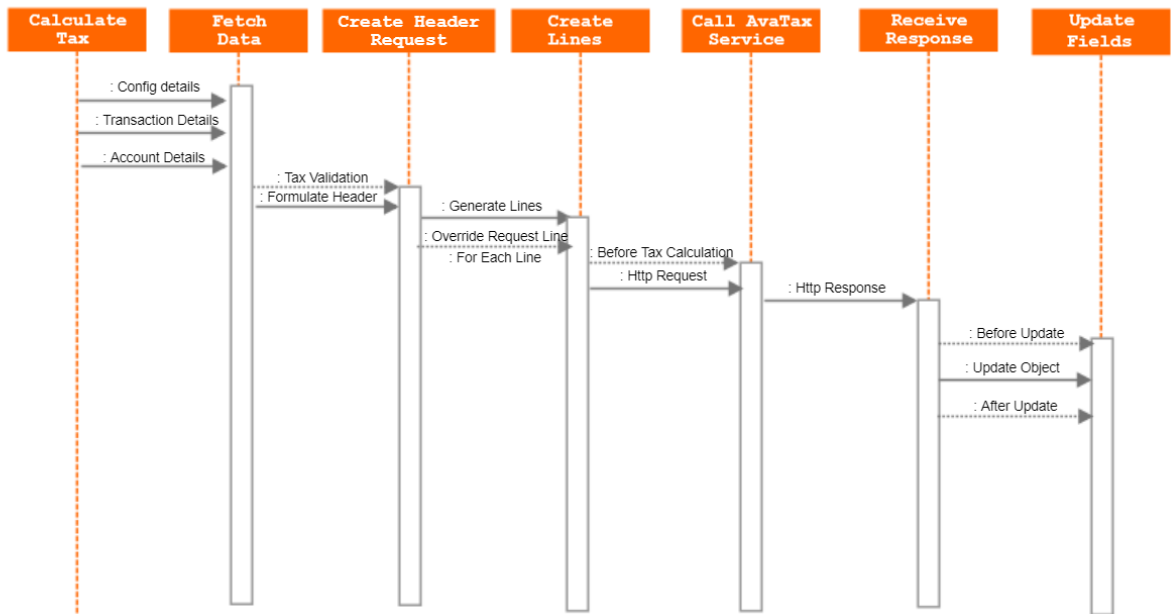 Calculate
Tax
Fetch
Data
Create Header
Request
Create
Lines
Call AvaTax
Service
Receive
Response
Update
Fields
: Config details
: Transaction Details
: Account Details
: Tax Validation
: Formulate Header
: Generate Lines
: Override Request Line
: For Each Line
: Before Tax Calculation
: Http Request
: Http Response
: Before Update
: Update Object
: After Update